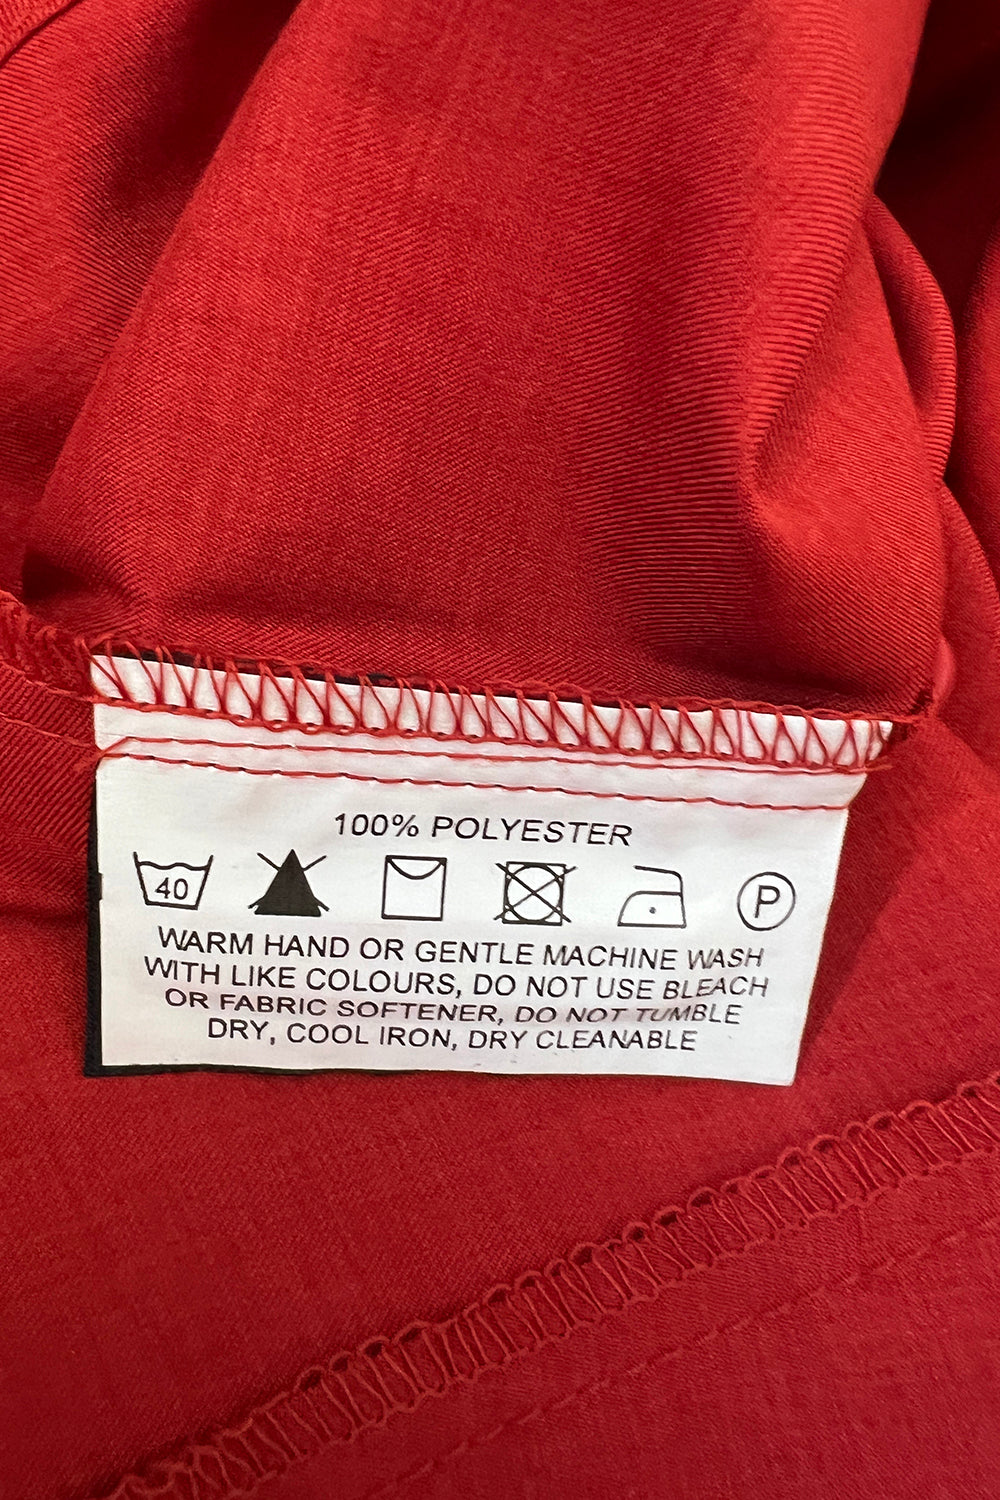 100% POLYESTER
40
P
WARM HAND OR GENTLE MACHINE WASH
WITH LIKE COLOURS, DO NOT USE BLEACH
OR FABRIC SOFTENER, DO NOT TUMBLE
DRY, COOL IRON, DRY CLEANABLE